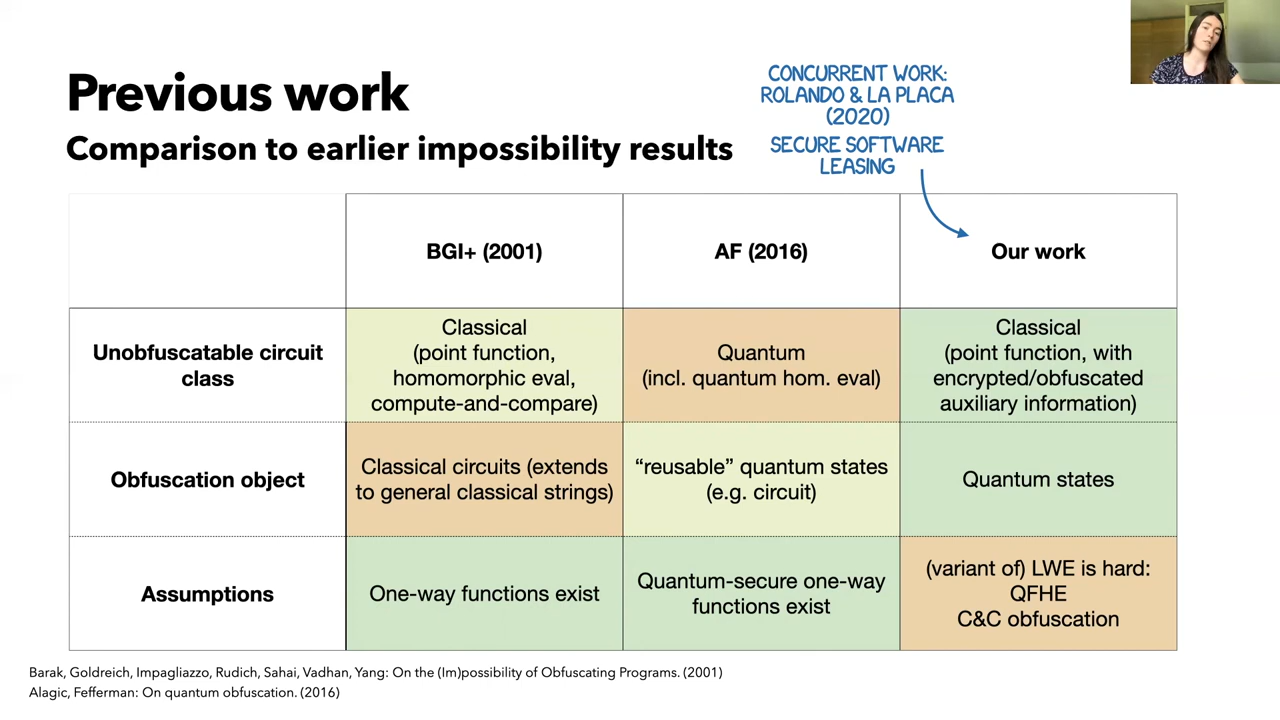 Previous work
Comparison to earlier impossibility results
CONCURRENT WORK:
ROLANDO & LA PLACA
(2020)
SECURE SOFTWARE
LEASING
BGI+ (2001)
AF (2016)
Our work
Unobfuscatable circuit
class
Classical
(point function,
homomorphic eval,
compute-and-compare)
Quantum
(incl. quantum hom. eval)
Classical
(point function, with
encrypted/obfuscated
auxiliary information)
Obfuscation object
Classical circuits (extends
to general classical strings)
“reusable” quantum states
(e.g. circuit)
Quantum states
Assumptions
One-way functions exist
Quantum-secure one-way
functions exist
(variant of) LWE is hard:
QFHE
C&C obfuscation
Barak, Goldreich, Impagliazzo, Rudich, Sahai, Vadhan, Yang: On the (Im)possibility of Obfuscating Programs. (2001)
Alagic, Fefferman: On quantum obfuscation. (2016)